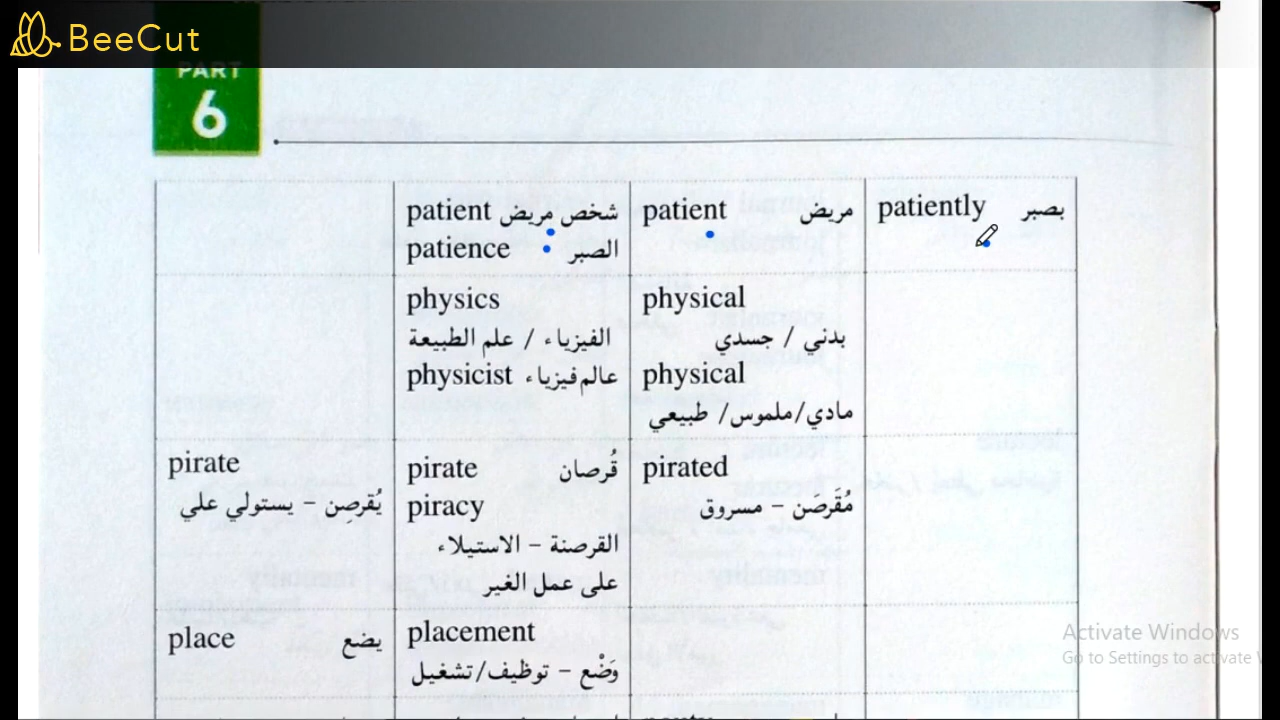 BeeCut
PART
6
patient شخص مريض
patience الصبر
patient مريض
patiently بصبر
physics
الفيزياء / علم الطبيعة
physicist عالم فيزياء
physical
بدني / جسدي
physical
مادي/ملموس/ طبيعي
pirate
يُقرصِن – يستولي علي
pirate قُرصان
piracy
القرصنة – الاستيلاء
على عمل الغير
pirated
مُقَرصَن – مسروق
place يضع
placement
وَضْع – توظيف/تشغيل
Activate Windows
Go to Settings to activate